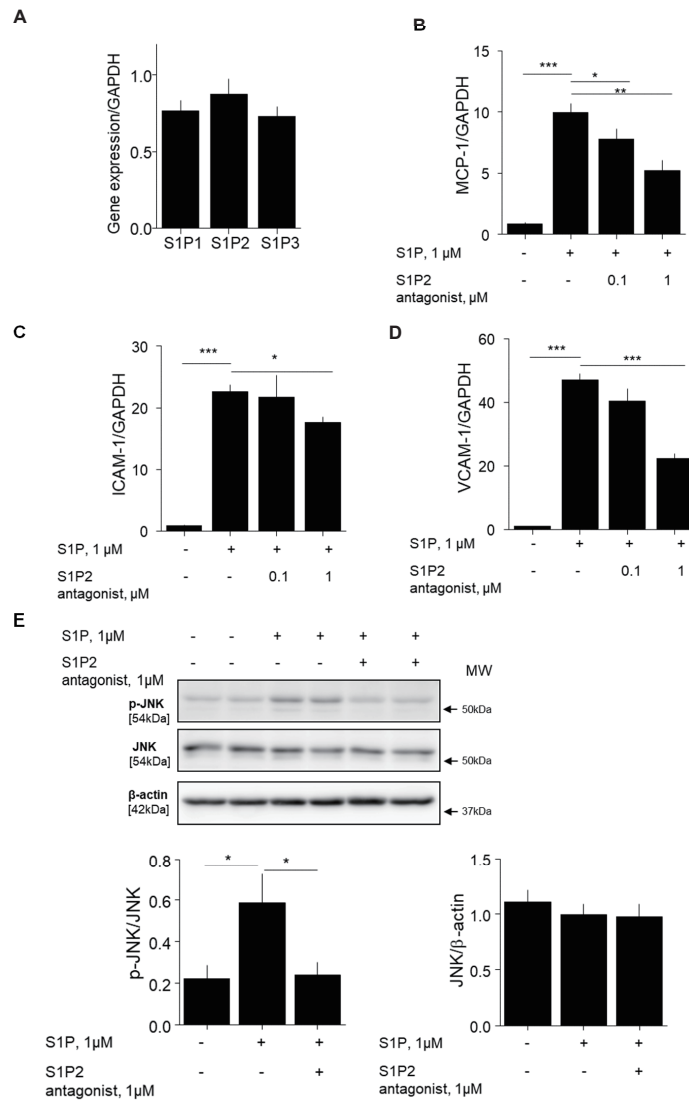 A
Gene expression/GAPDH
1.0
0.5
0.0
S1P1 S1P2 S1P3
B
MCP-1/GAPDH
15
10
5
0
***
*
**
S1P, 1 µM - + + +
S1P2 antagonist, µM - - 0.1 1
C
ICAM-1/GAPDH
30
20
10
0
***
*
S1P, 1 µM - + + +
S1P2 antagonist, µM - - 0.1 1
D
VCAM-1/GAPDH
60
40
20
0
***
***
S1P, 1 µM - + + +
S1P2 antagonist, µM - - 0.1 1
E
S1P, 1µM - - + + + +
S1P2 antagonist, 1µM - - - - + +
MW
p-JNK
[54kDa]
50kDa
JNK
[54kDa]
50kDa
β-actin
[42kDa]
37kDa
p-JNK/JNK
0.8
0.6
0.4
0.2
0.0
*
*
S1P, 1µM - + +
S1P2 antagonist, 1µM - - +
JNK/β-actin
1.5
1.0
0.5
0.0
S1P, 1µM - + +
S1P2 antagonist, 1µM - - +